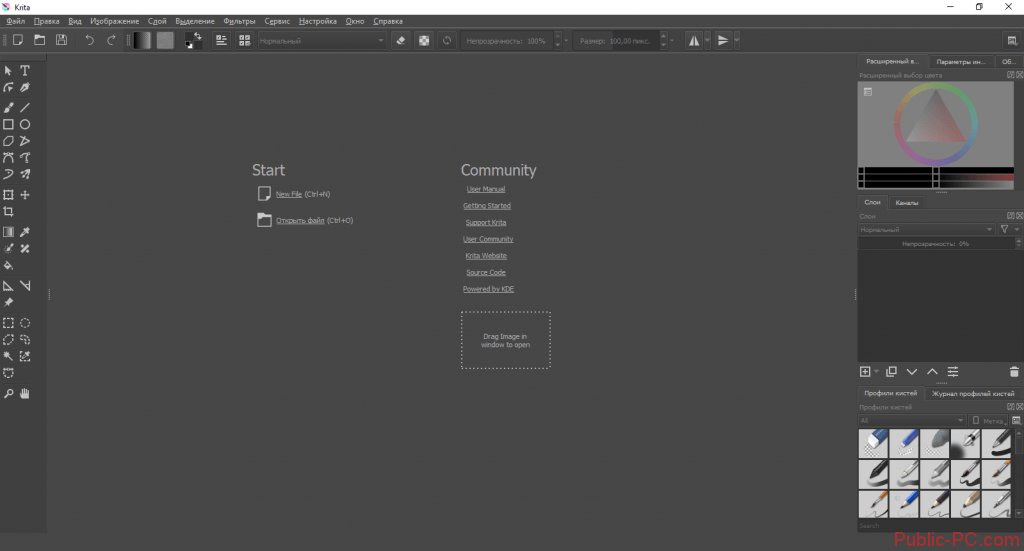 Krita
Файл Правка Вид Изображение Слой Выделение Фильтры Сервис Настройка Окно Справка
Нормальный
Непрозрачность: 100%
Размер: 100,00 пикс.
Расширенный в...
Параметры ин...
Об...
Расширенный выбор цвета
Start
New File (Ctrl+N)
Открыть файл (Ctrl+O)
Community
User Manual
Getting Started
Support Krita
User Community
Krita Website
Source Code
Powered by KDE
Drag Image in
window to open
Слои
Каналы
Слои
Нормальный
Непрозрачность: 0%
Профили кистей
Журнал профилей кистей
Профили кистей
All
Метка
Search
Public-PC.com